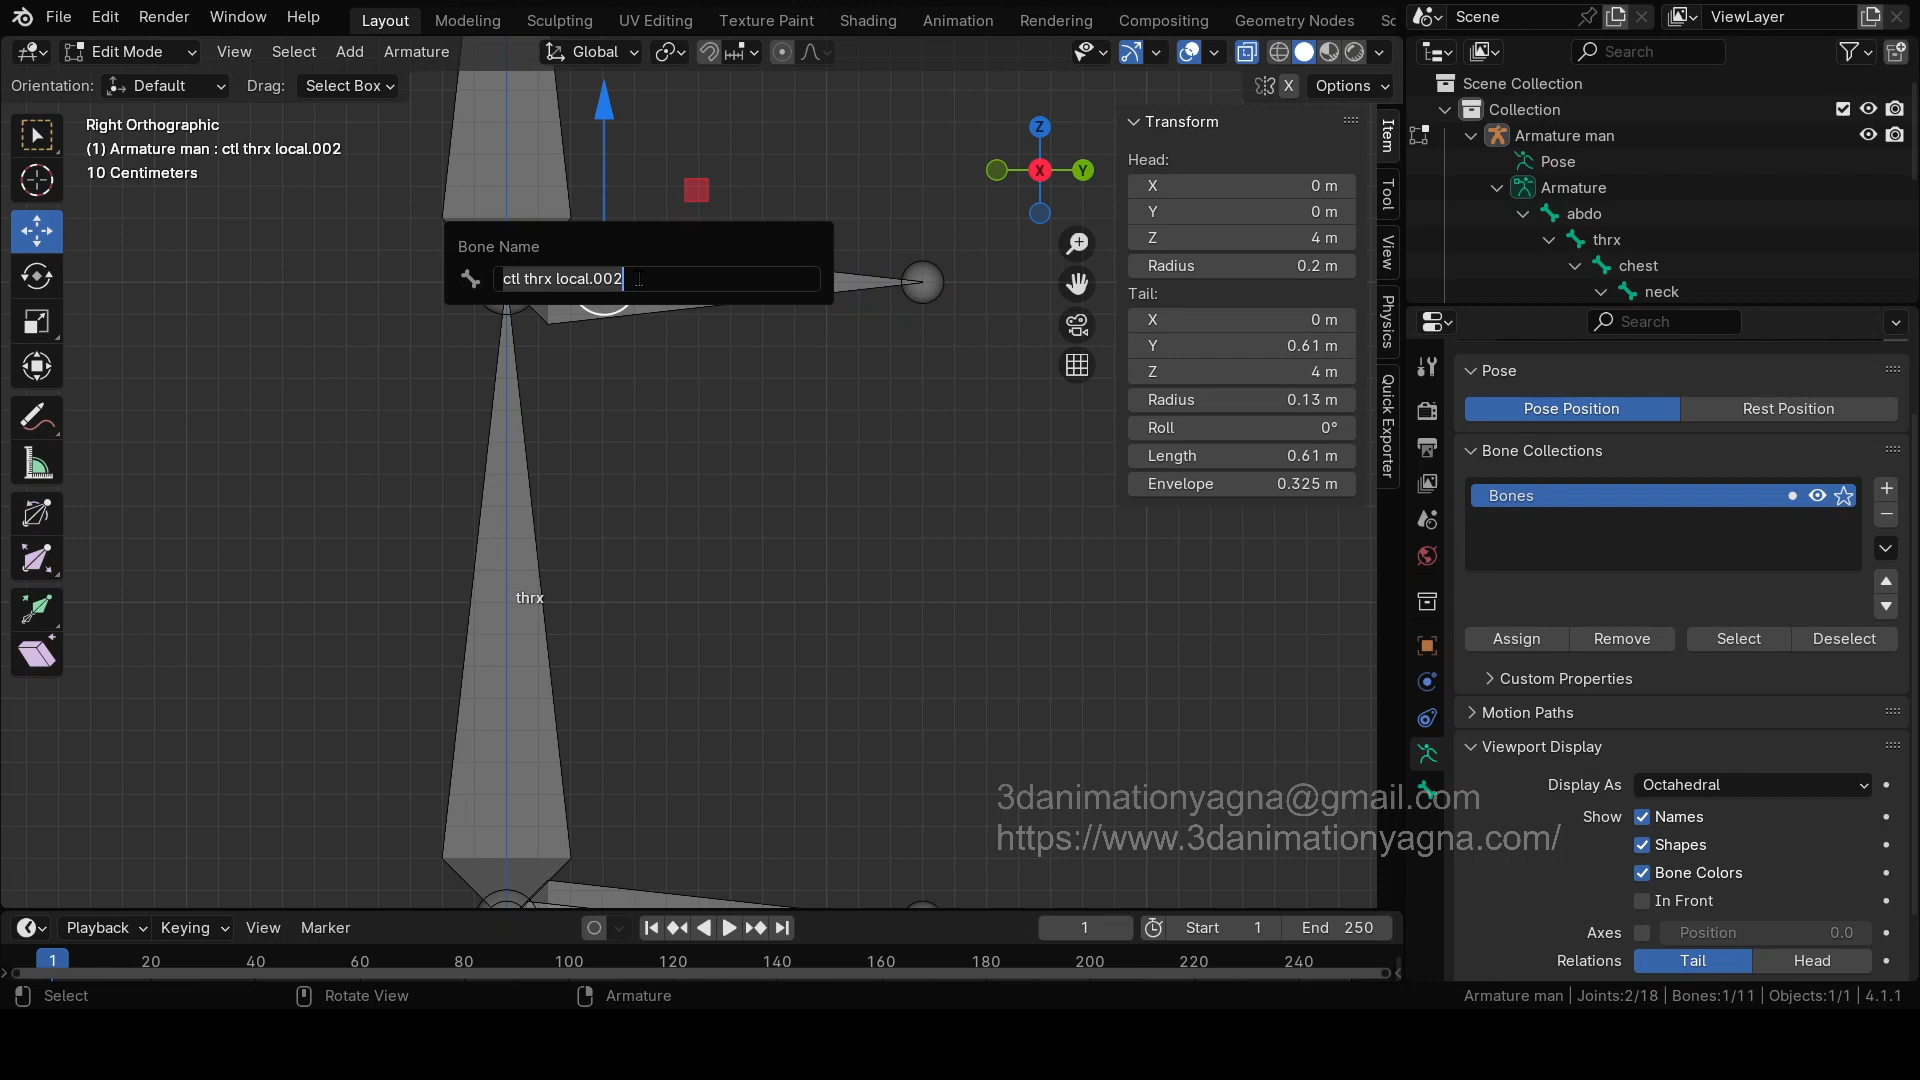 File Edit Render Window Help Layout Modeling Sculpting UV Editing Texture Paint Shading Animation Rendering Compositing Geometry Nodes Sc Scene ViewLayer
Edit Mode View Select Add Armature Global Search
Orientation: Default Drag: Select Box X Options
Right Orthographic
(1) Armature man : ctl thrx local.002
10 Centimeters
Z
X
Y
Bone Name
ctl thrx local.002
thrx
Transform
Head:
X 0 m
Y 0 m
Z 4 m
Radius 0.2 m
Tail:
X 0 m
Y 0.61 m
Z 4 m
Radius 0.13 m
Roll 0°
Length 0.61 m
Envelope 0.325 m
Item
Tool
View
Physics
Quick Exporter
Scene Collection
Collection
Armature man
Pose
Armature
abdo
thrx
chest
neck
Search
Pose
Pose Position Rest Position
Bone Collections
Bones
Assign Remove Select Deselect
Custom Properties
Motion Paths
Viewport Display
Display As Octahedral
Show Names
Shapes
Bone Colors
In Front
Axes Position 0.0
Relations Tail Head
3danimationyagna@gmail.com
https://www.3danimationyagna.com/
Playback Keying View Marker 1 Start 1 End 250
1 20 40 60 80 100 120 140 160 180 200 220 240
Select Rotate View Armature Armature man | Joints:2/18 | Bones:1/11 | Objects:1/1 | 4.1.1